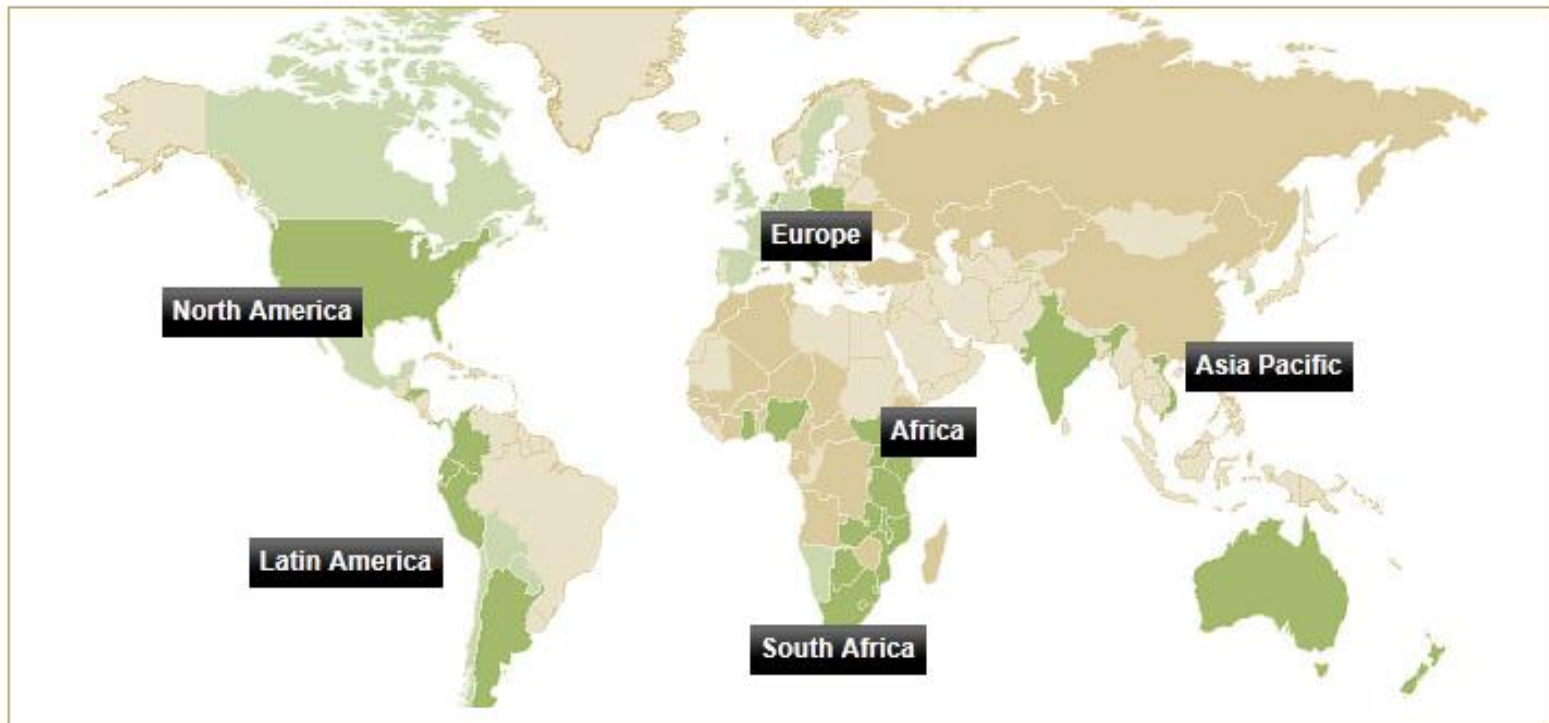 Europe
North America
Asia Pacific
Africa
Latin America
South Africa